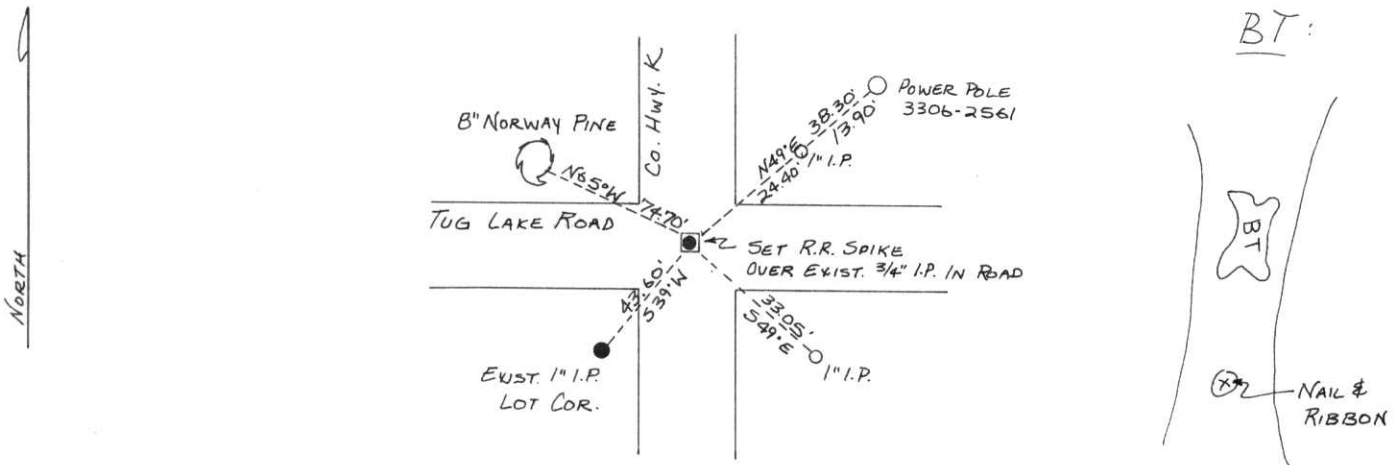 BT:
NORTH
8" NORWAY PINE
CO. HWY. K
POWER POLE
3306-2561
N49°E 38.30'
24.40' 13.90'
1" I.P.
N65°W 74.70'
TUG LAKE ROAD
SET R.R. SPIKE
OVER EXIST. 3/4" I.P. IN ROAD
BT
43.60'
S39°W
33.05'
S49°E
1" I.P.
EXIST. 1" I.P.
LOT COR.
X
NAIL &
RIBBON